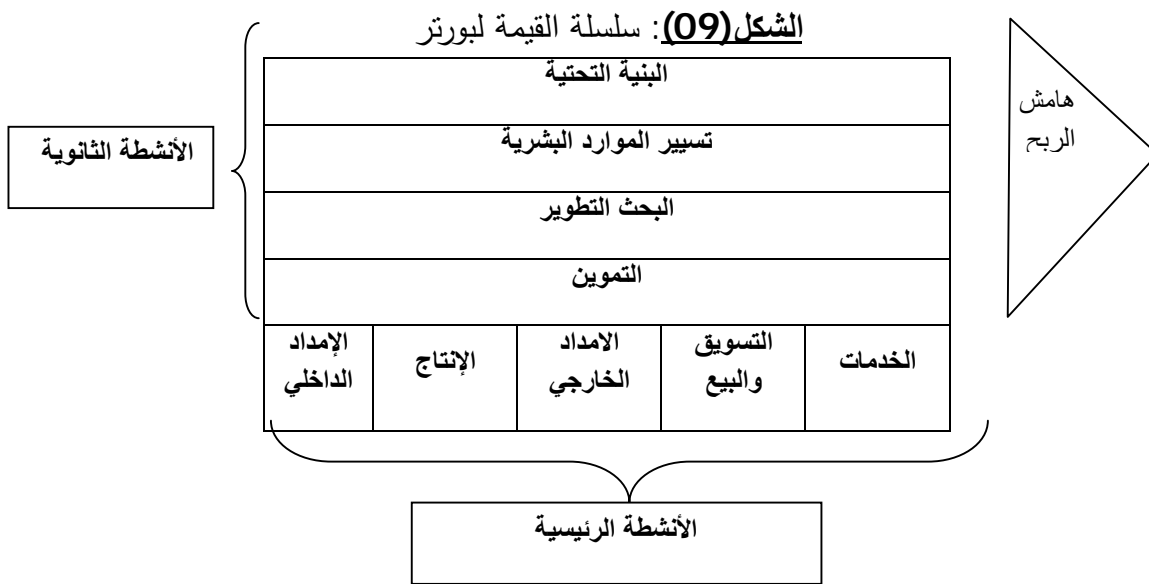 الشكل(09): سلسلة القيمة لبورتر
البنية التحتية
هامش
الربح
تسيير الموارد البشرية
الأنشطة الثانوية
البحث التطوير
التموين
الإمداد
الداخلي
الإنتاج
الامداد
الخارجي
التسويق
والبيع
الخدمات
الأنشطة الرئيسية